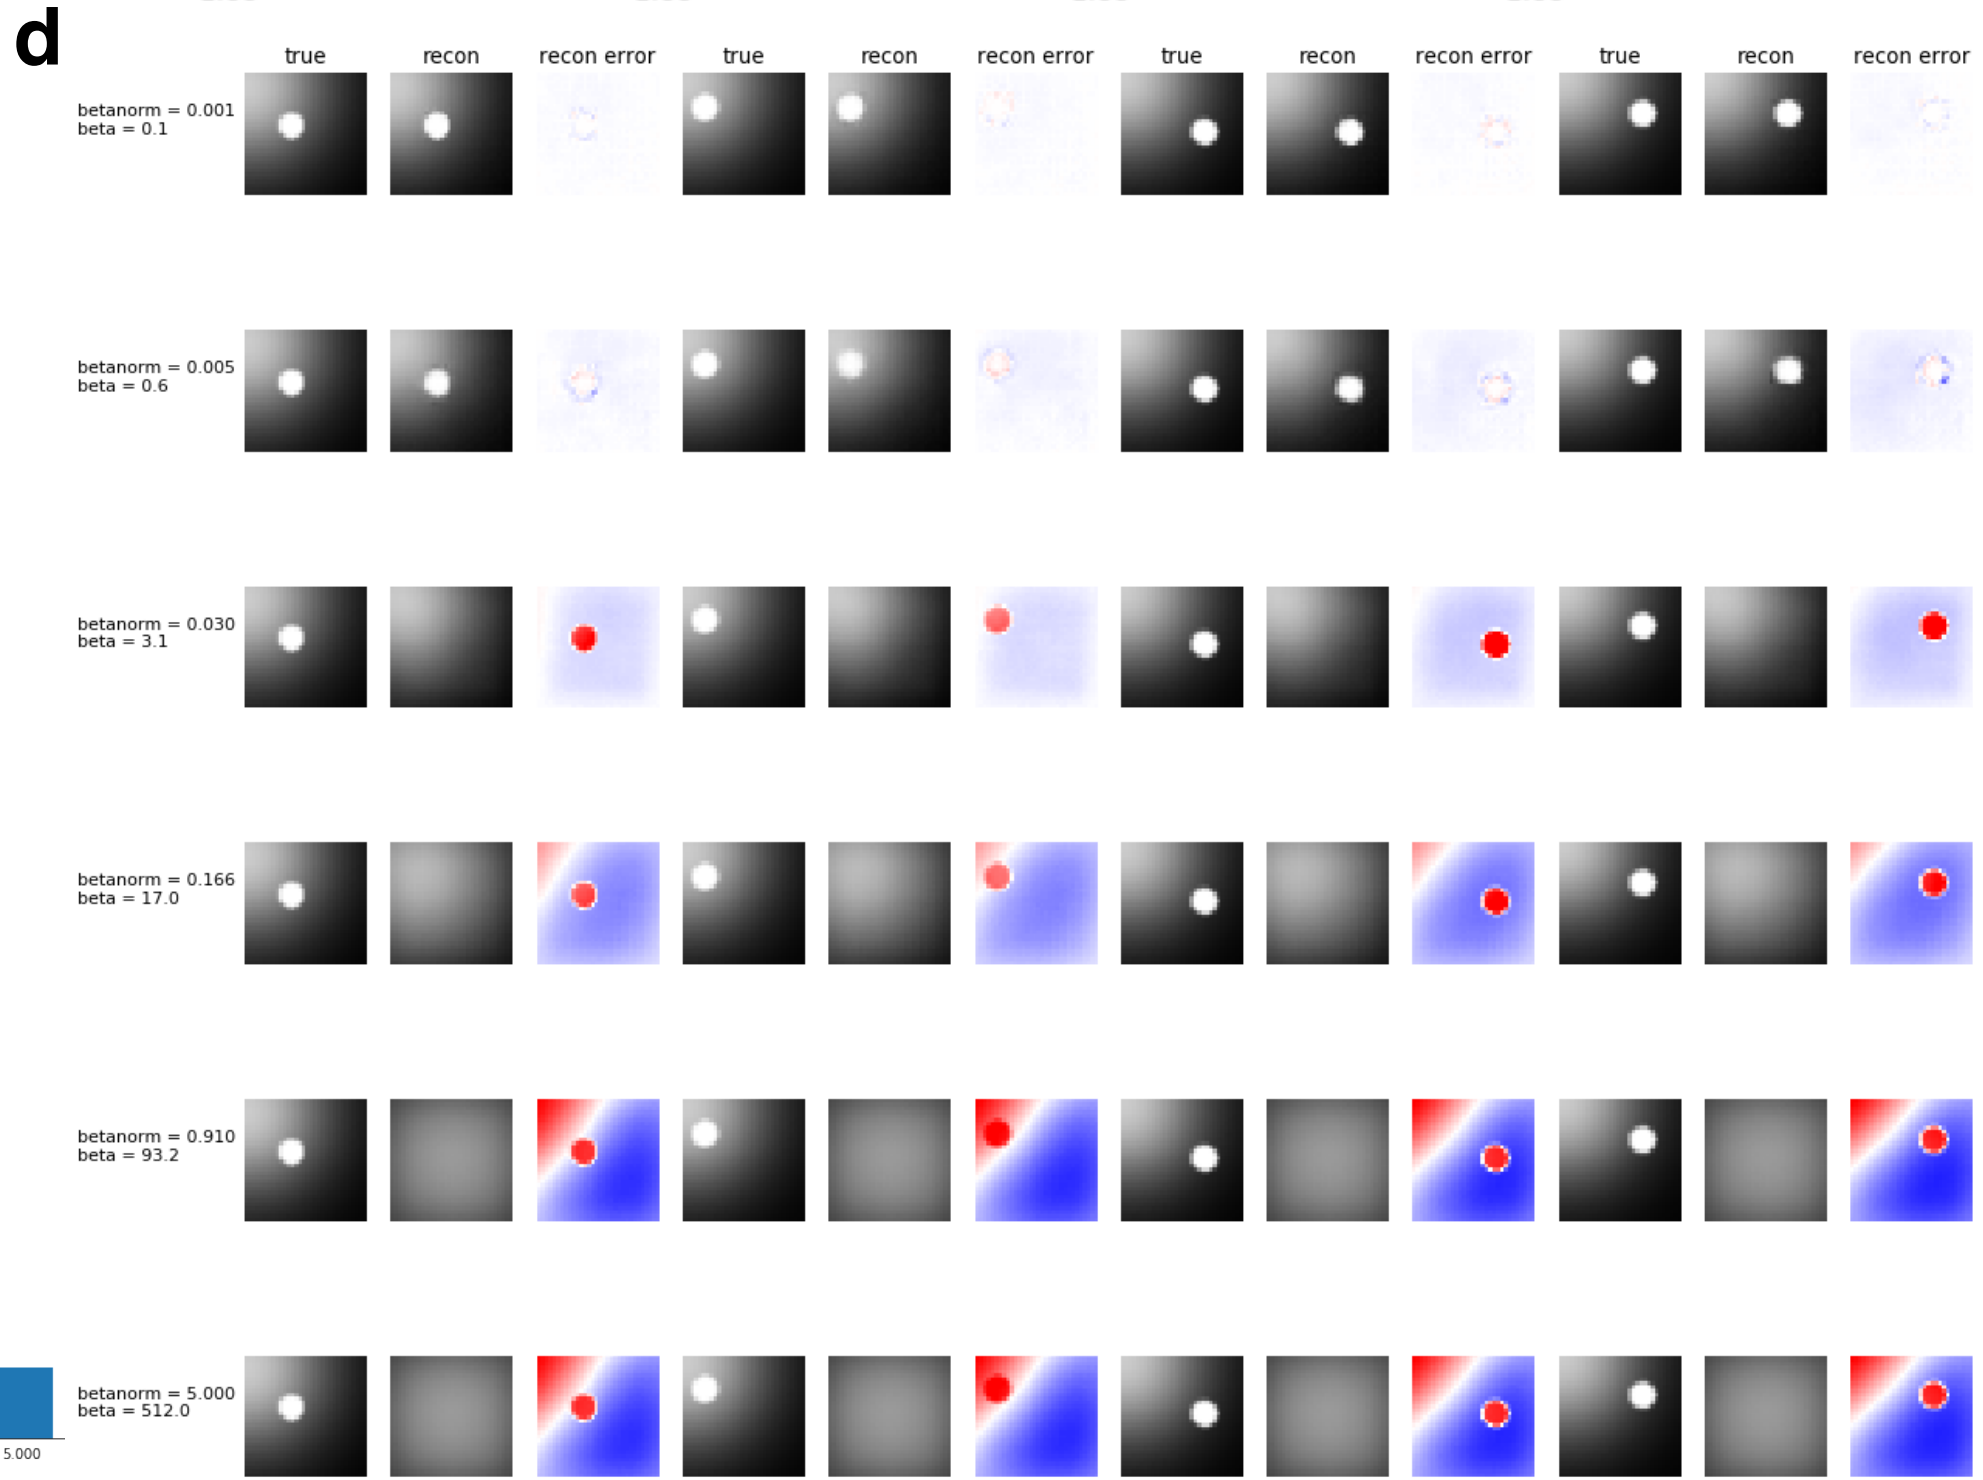 d
true recon recon error true recon recon error true recon recon error true recon recon error
betanorm = 0.001
beta = 0.1
betanorm = 0.005
beta = 0.6
betanorm = 0.030
beta = 3.1
betanorm = 0.166
beta = 17.0
betanorm = 0.910
beta = 93.2
betanorm = 5.000
beta = 512.0
5.000